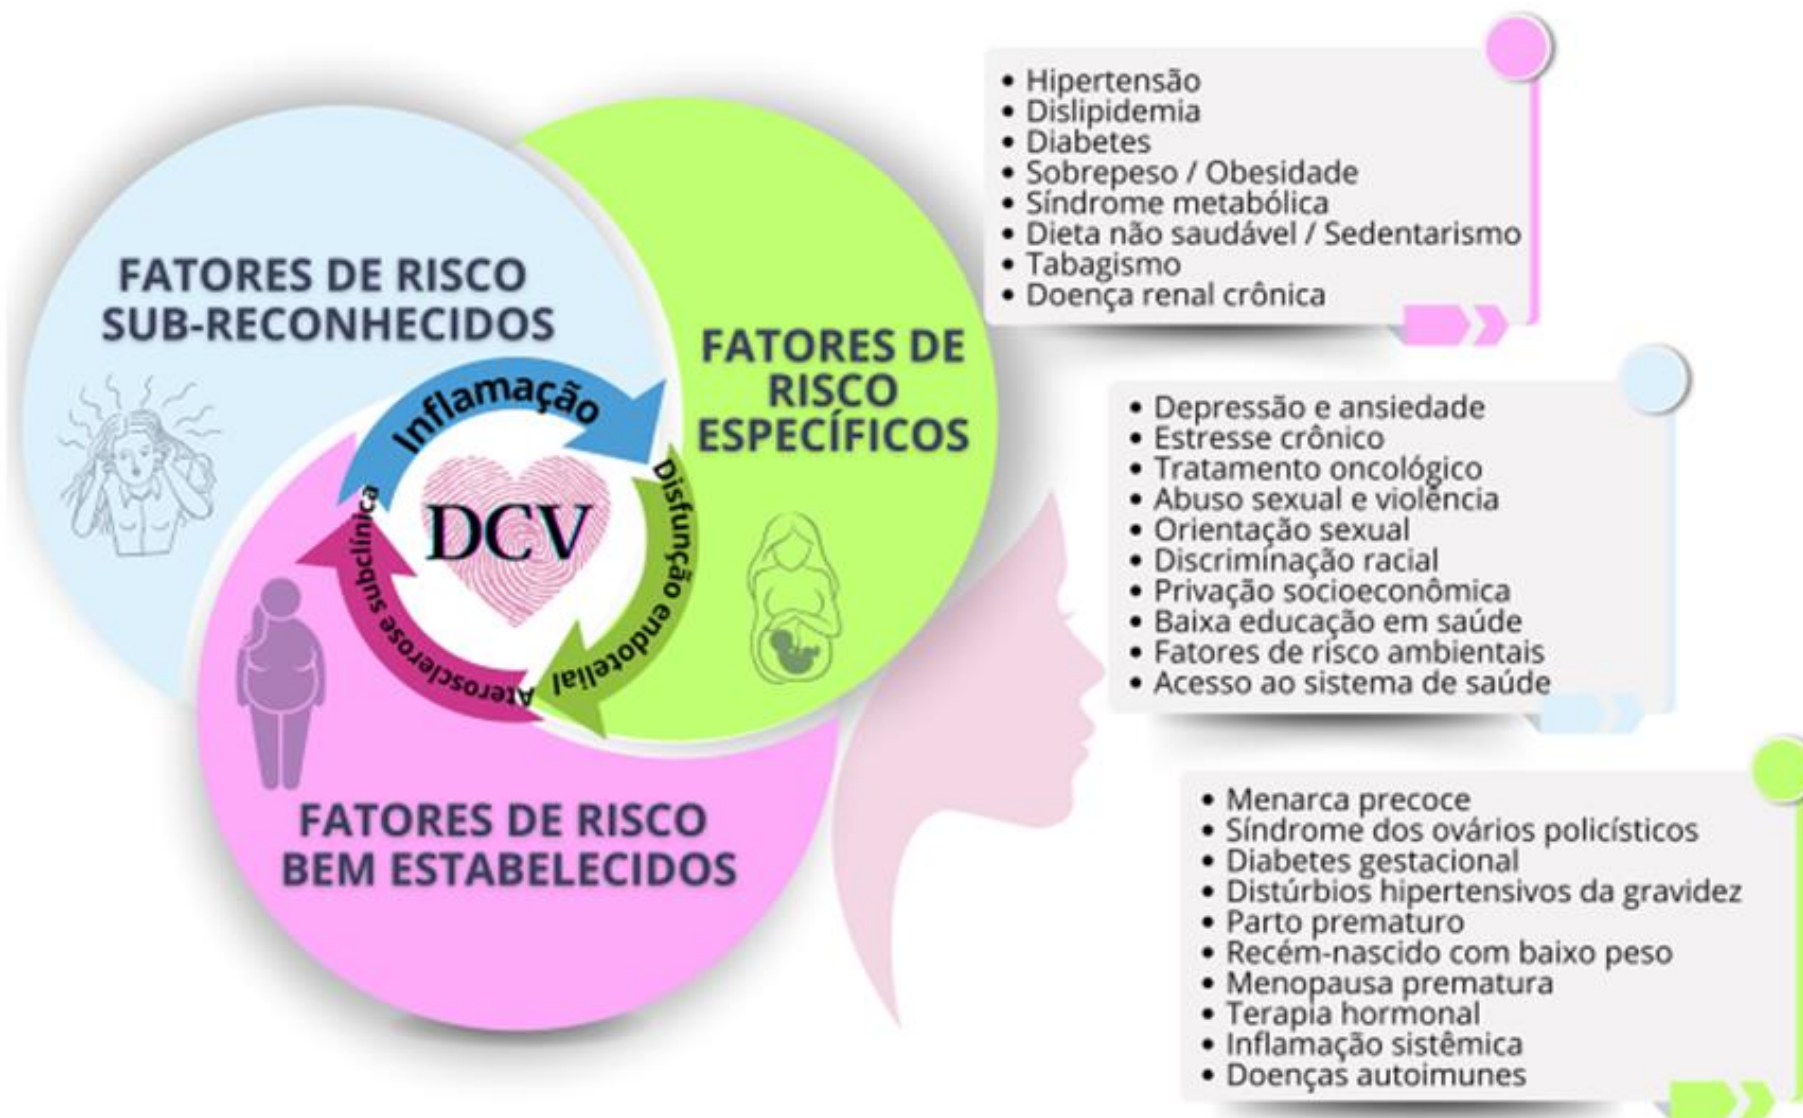 FATORES DE RISCO
SUB-RECONHECIDOS
FATORES DE
RISCO
ESPECÍFICOS
Inflamação
Disfunção endotelial
Aterosclerose subclínica
DCV
FATORES DE RISCO
BEM ESTABELECIDOS
• Hipertensão
• Dislipidemia
• Diabetes
• Sobrepeso / Obesidade
• Síndrome metabólica
• Dieta não saudável / Sedentarismo
• Tabagismo
• Doença renal crônica
• Depressão e ansiedade
• Estresse crônico
• Tratamento oncológico
• Abuso sexual e violência
• Orientação sexual
• Discriminação racial
• Privação socioeconômica
• Baixa educação em saúde
• Fatores de risco ambientais
• Acesso ao sistema de saúde
• Menarca precoce
• Síndrome dos ovários policísticos
• Diabetes gestacional
• Distúrbios hipertensivos da gravidez
• Parto prematuro
• Recém-nascido com baixo peso
• Menopausa prematura
• Terapia hormonal
• Inflamação sistêmica
• Doenças autoimunes